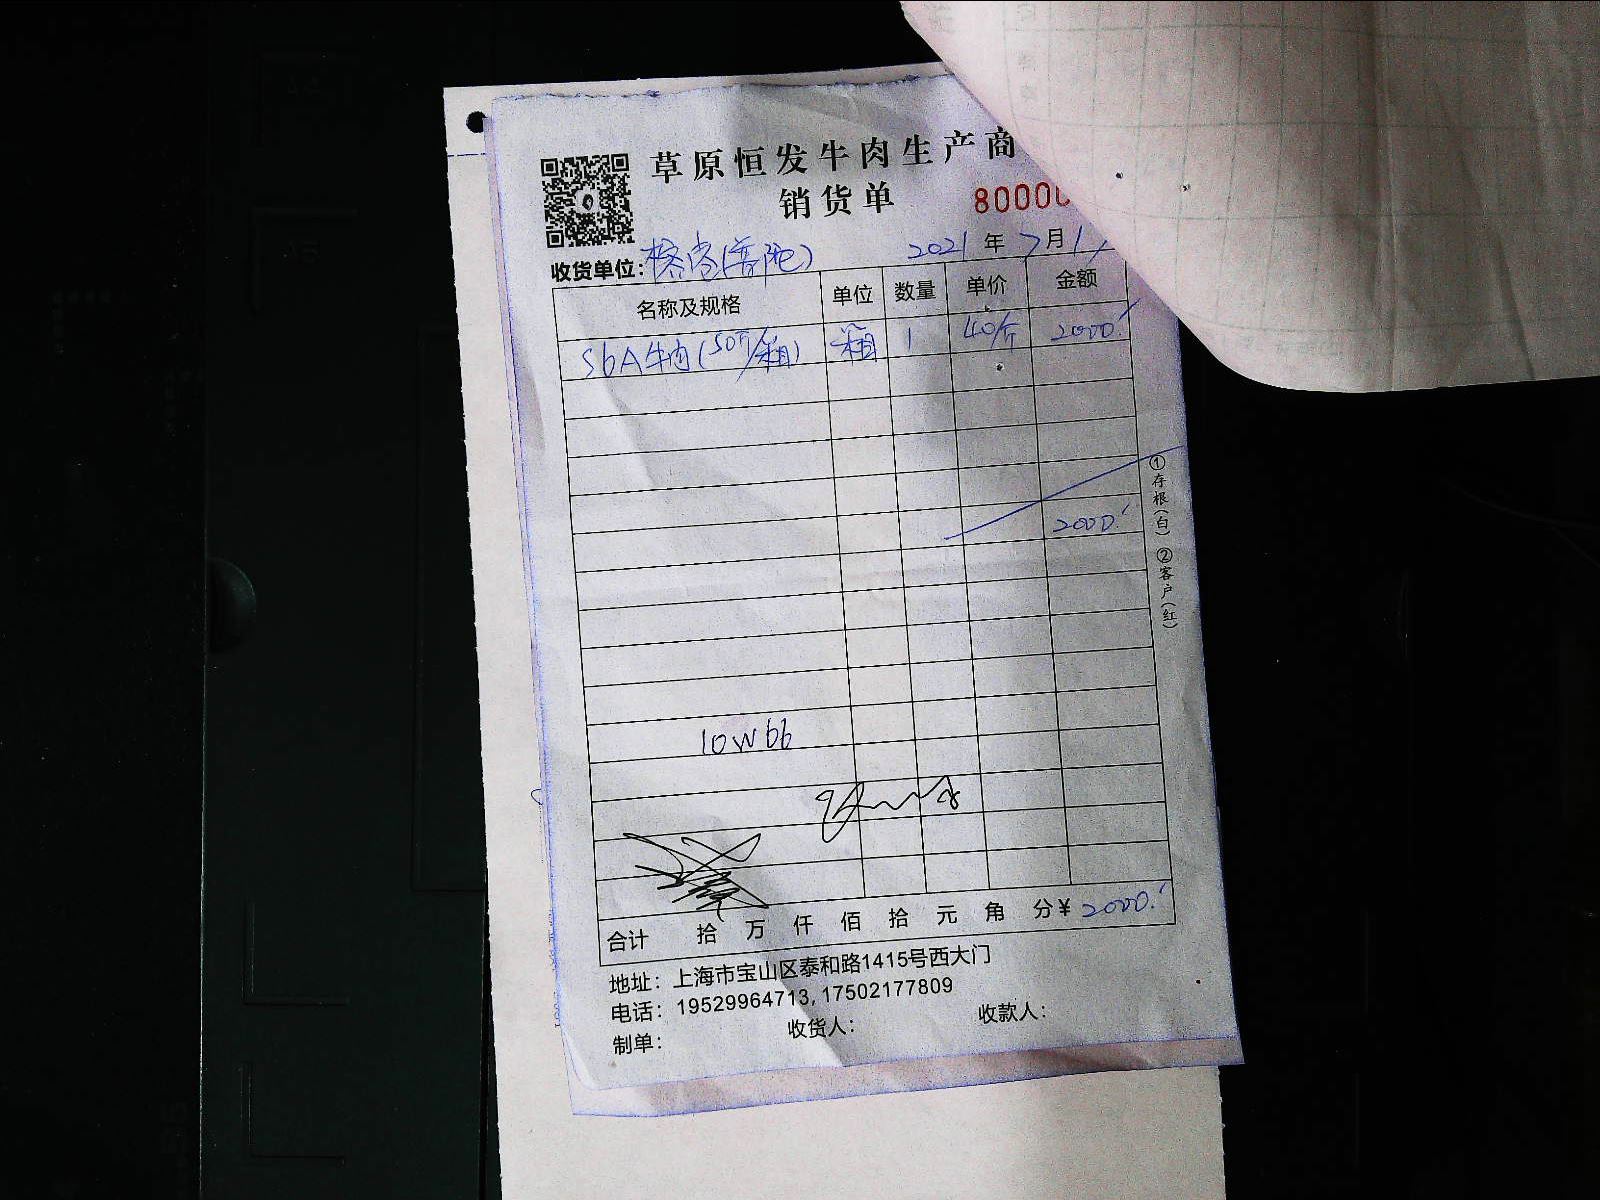 草原恒发牛肉生产商
销货单 80000
收货单位: 2021年7月1
名称及规格 单位 数量 单价 金额
S6A牛肉(50斤/箱) 箱 1 40/斤 2000.
2000.
10W66
合计 拾 万 仟 佰 拾 元 角 分¥ 2000.
地址: 上海市宝山区泰和路1415号西大门
电话: 19529964713, 17502177809
制单: 收货人: 收款人:
①存根(白) ②客户(红)